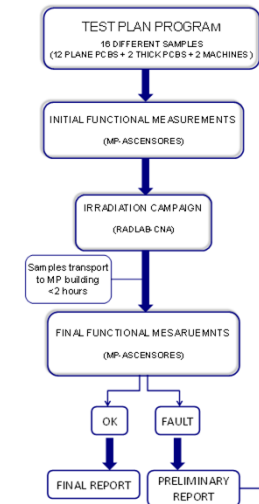 TEST PLAN PROGRAM
16 DIFFERENT SAMPLES
(12 PLANE PCBS + 2 THICK PCBS + 2 MACHINES )
INITIAL FUNCTIONAL MEASUREMENTS
(MP-ASCENSORES)
IRRADIATION CAMPAIGN
(RADLAB-CNA)
Samples transport
to MP building
<2 hours
FINAL FUNCTIONAL MESARUEMNTS
(MP-ASCENSORES)
OK
FAULT
FINAL REPORT
PRELIMINARY
REPORT